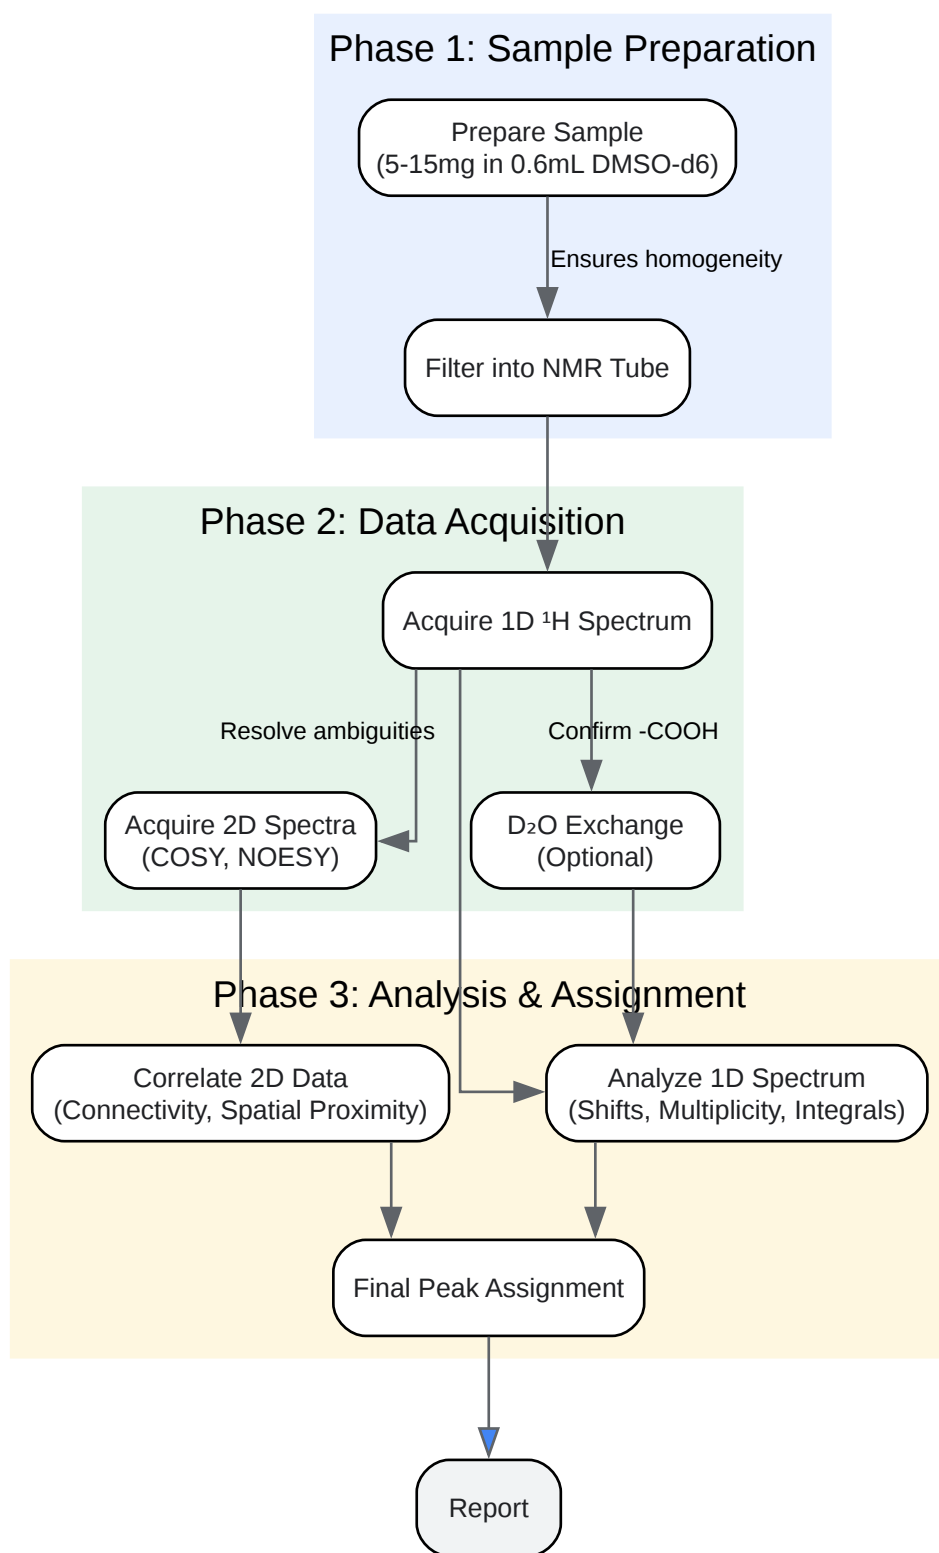 Phase 1: Sample Preparation
Prepare Sample
(5-15mg in 0.6mL DMSO-d6)
Ensures homogeneity
Filter into NMR Tube
Phase 2: Data Acquisition
Acquire 1D ¹H Spectrum
Resolve ambiguities
Confirm -COOH
Acquire 2D Spectra
(COSY, NOESY)
D₂O Exchange
(Optional)
Phase 3: Analysis & Assignment
Correlate 2D Data
(Connectivity, Spatial Proximity)
Analyze 1D Spectrum
(Shifts, Multiplicity, Integrals)
Final Peak Assignment
Report